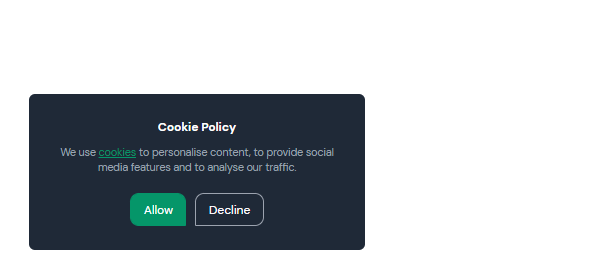 Cookie Policy
We use cookies to personalise content, to provide social
media features and to analyse our traffic.
Allow
Decline